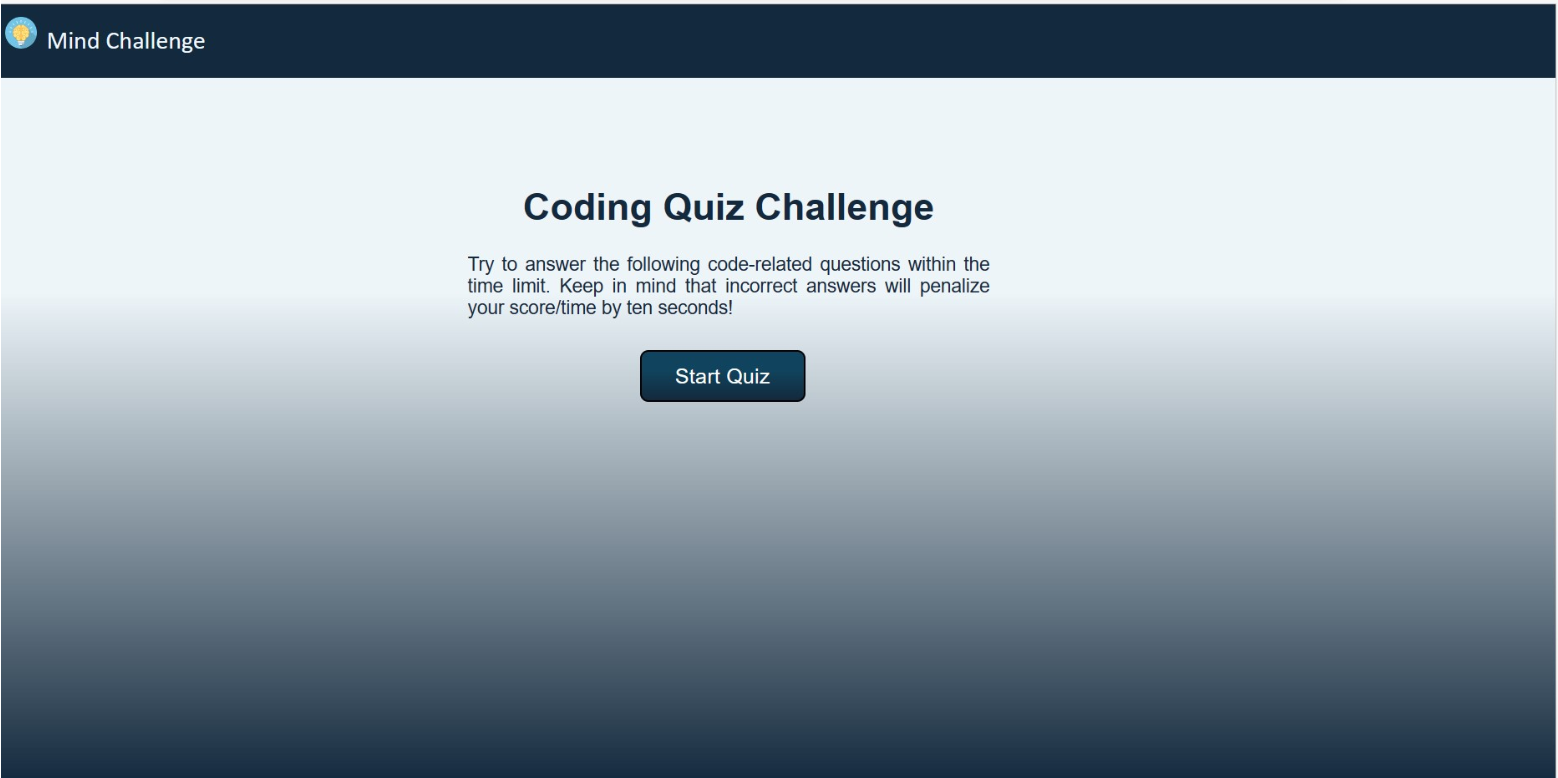 Mind Challenge
Coding Quiz Challenge
Try to answer the following code-related questions within the
time limit. Keep in mind that incorrect answers will penalize
your score/time by ten seconds!
Start Quiz